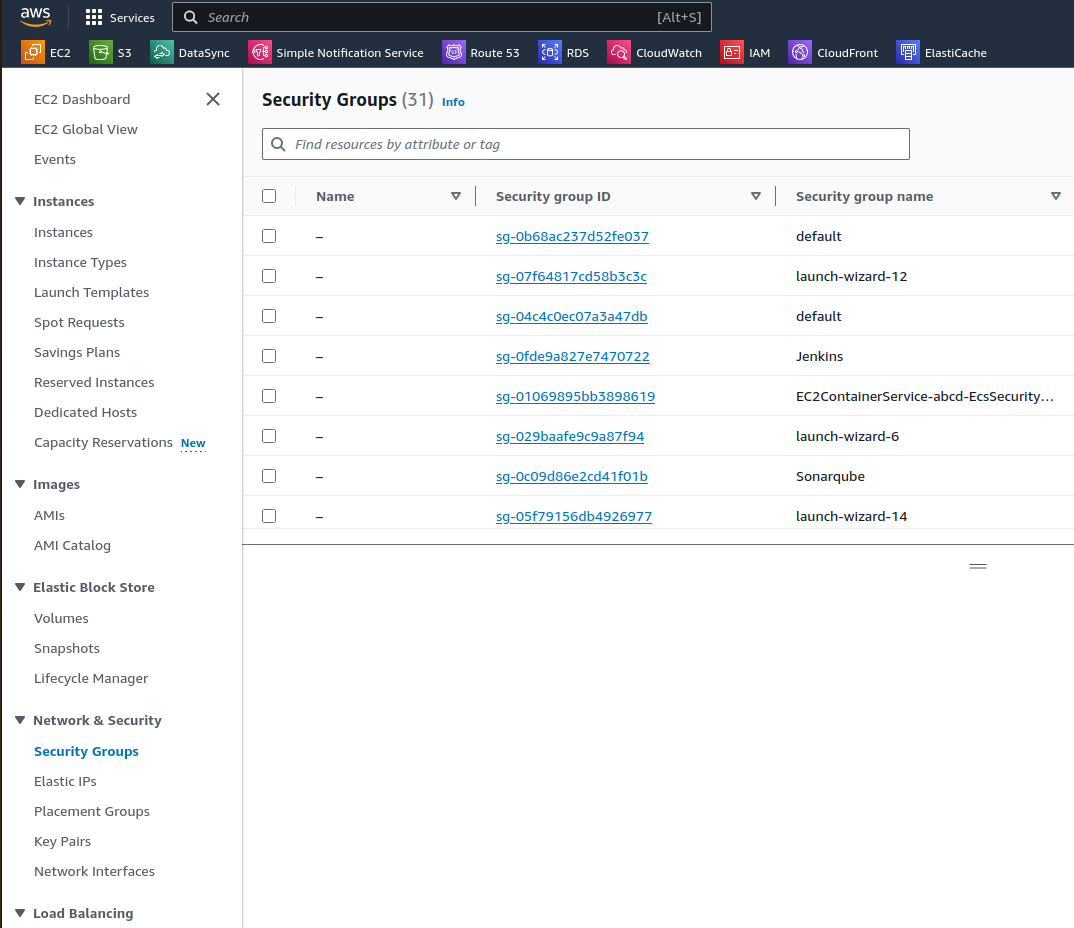 aws Services Search [Alt+S]
EC2 S3 DataSync Simple Notification Service Route 53 RDS CloudWatch IAM CloudFront ElastiCache
EC2 Dashboard
EC2 Global View
Events
Instances
Instances
Instance Types
Launch Templates
Spot Requests
Savings Plans
Reserved Instances
Dedicated Hosts
Capacity Reservations New
Images
AMIs
AMI Catalog
Elastic Block Store
Volumes
Snapshots
Lifecycle Manager
Network & Security
Security Groups
Elastic IPs
Placement Groups
Key Pairs
Network Interfaces
Load Balancing
Security Groups (31) Info
Find resources by attribute or tag
Name Security group ID Security group name
– sg-0b68ac237d52fe037 default
– sg-07f64817cd58b3c3c launch-wizard-12
– sg-04c4c0ec07a3a47db default
– sg-0fde9a827e7470722 Jenkins
– sg-01069895bb3898619 EC2ContainerService-abcd-EcsSecurity...
– sg-029baafe9c9a87f94 launch-wizard-6
– sg-0c09d86e2cd41f01b Sonarqube
– sg-05f79156db4926977 launch-wizard-14